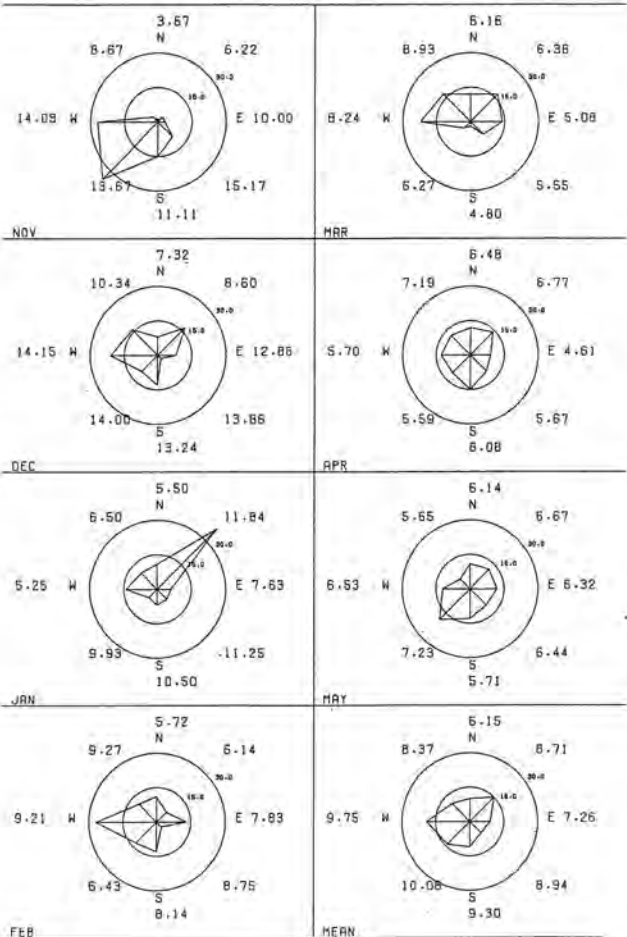 3.67
N
8.67 6.22
30.0
15.0
14.09 W E 10.00
13.67 15.17
S
11.11
NOV
6.16
N
8.93 6.36
30.0
15.0
8.24 W E 5.08
6.27 5.55
S
4.80
MAR
7.32
N
10.34 8.60
30.0
15.0
14.15 W E 12.86
14.00 13.86
S
13.24
DEC
6.48
N
7.19 6.77
30.0
15.0
5.70 W E 4.61
5.59 5.67
S
6.08
APR
5.50
N
6.50 11.84
30.0
15.0
5.25 W E 7.63
9.93 11.25
S
10.50
JAN
6.14
N
5.65 6.67
30.0
15.0
6.63 W E 6.32
7.23 6.44
S
5.71
MAY
5.72
N
9.27 6.14
30.0
15.0
9.21 W E 7.83
6.43 8.75
S
8.14
FEB
6.15
N
8.37 8.71
30.0
15.0
9.75 W E 7.26
10.08 8.94
S
9.30
MEAN